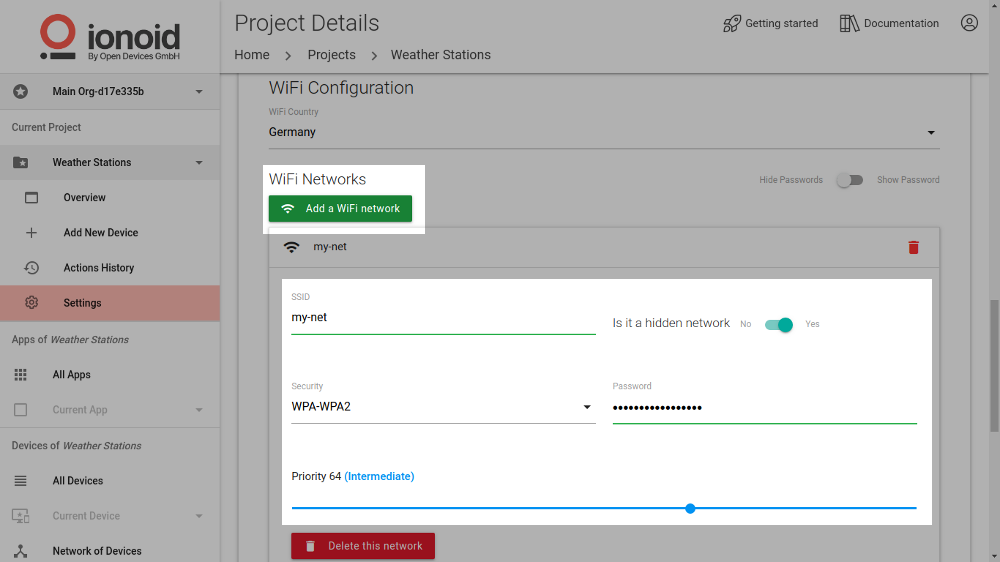 ionoid
By Open Devices GmbH
Project Details
Getting started
Documentation
Home
Projects
Weather Stations
Main Org-d17e335b
Current Project
Weather Stations
Overview
Add New Device
Actions History
Settings
Apps of Weather Stations
All Apps
Current App
Devices of Weather Stations
All Devices
Current Device
Network of Devices
WiFi Configuration
WiFi Country
Germany
WiFi Networks
Hide Passwords
Show Password
Add a WiFi network
my-net
SSID
my-net
Is it a hidden network
No
Yes
Security
WPA-WPA2
Password
•••••••••••••••••
Priority 64 (Intermediate)
Delete this network